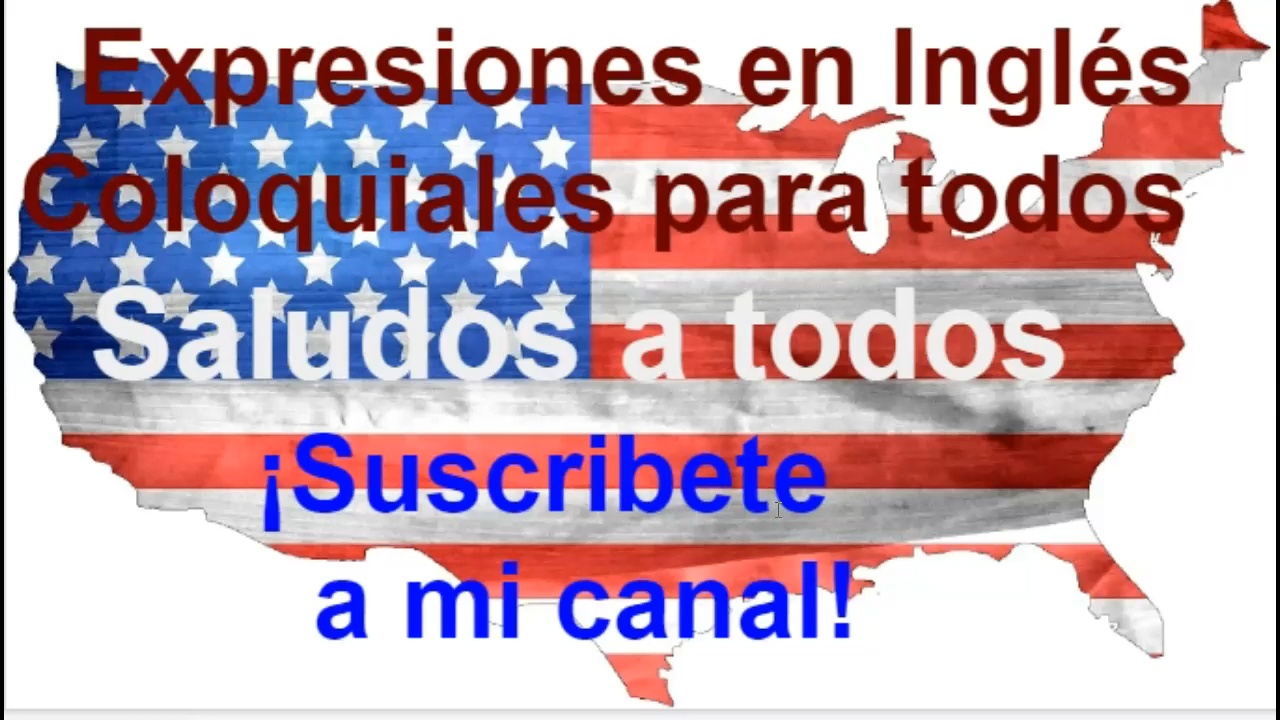 Expresiones en Inglés
Coloquiales para todos
Saludos a todos
¡Suscribete
a mi canal!